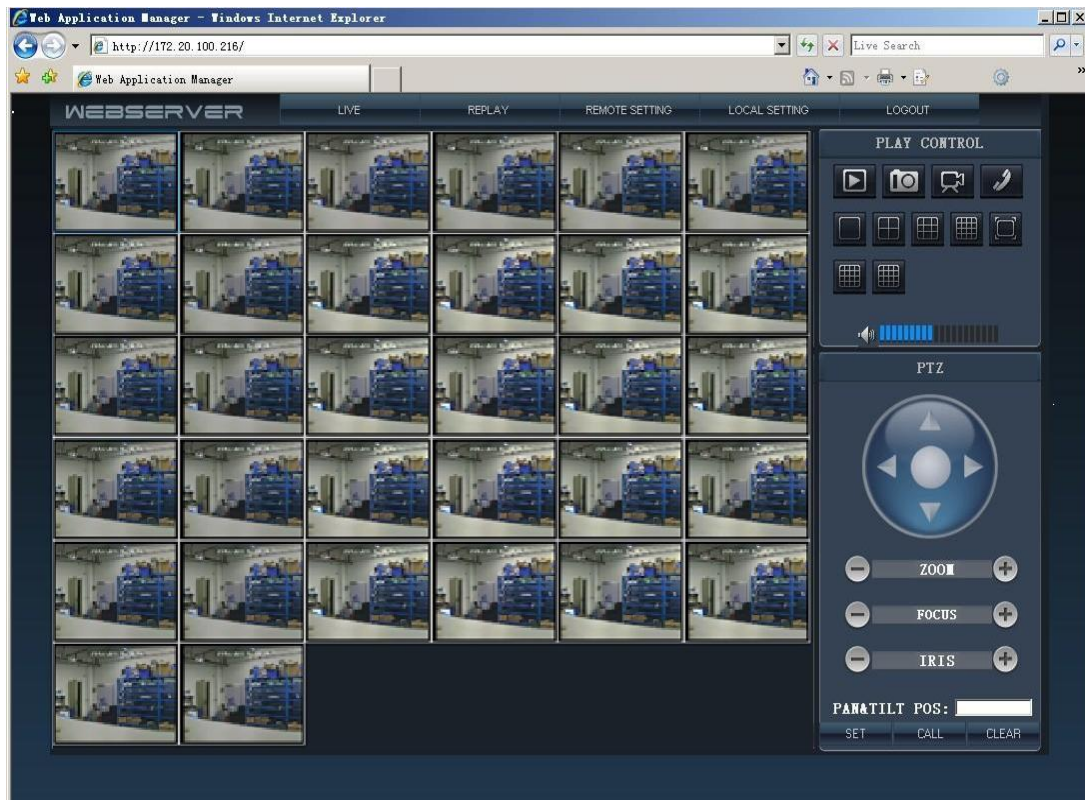 Web Application Manager - Windows Internet Explorer
http://172.20.100.216/
Live Search
Web Application Manager
WEBSERVER LIVE REPLAY REMOTE SETTING LOCAL SETTING LOGOUT
PLAY CONTROL
PTZ
ZOOM
FOCUS
IRIS
PAN&TILT POS:
SET CALL CLEAR